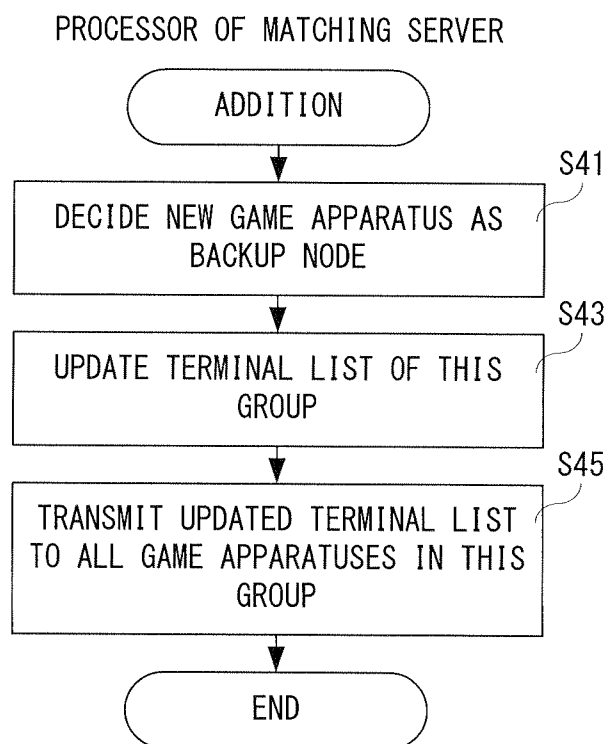 PROCESSOR OF MATCHING SERVER
ADDITION
S41
DECIDE NEW GAME APPARATUS AS
BACKUP NODE
S43
UPDATE TERMINAL LIST OF THIS
GROUP
S45
TRANSMIT UPDATED TERMINAL LIST
TO ALL GAME APPARATUSES IN THIS
GROUP
END